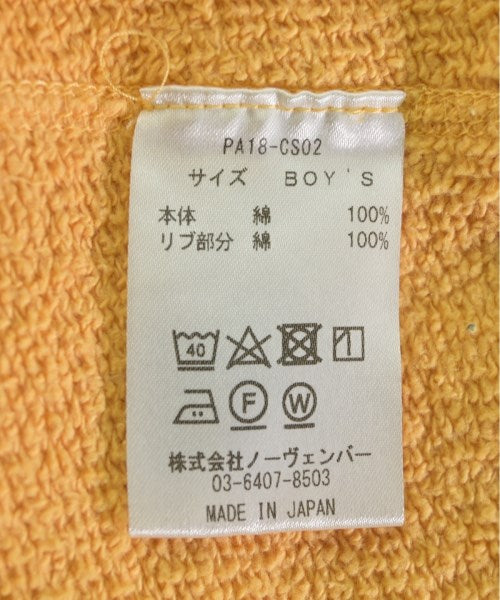 PA18-CS02
サイズ BOY'S
本体 綿 100%
リブ部分 綿 100%
40
F W
株式会社ノーヴェンバー
03-6407-8503
MADE IN JAPAN